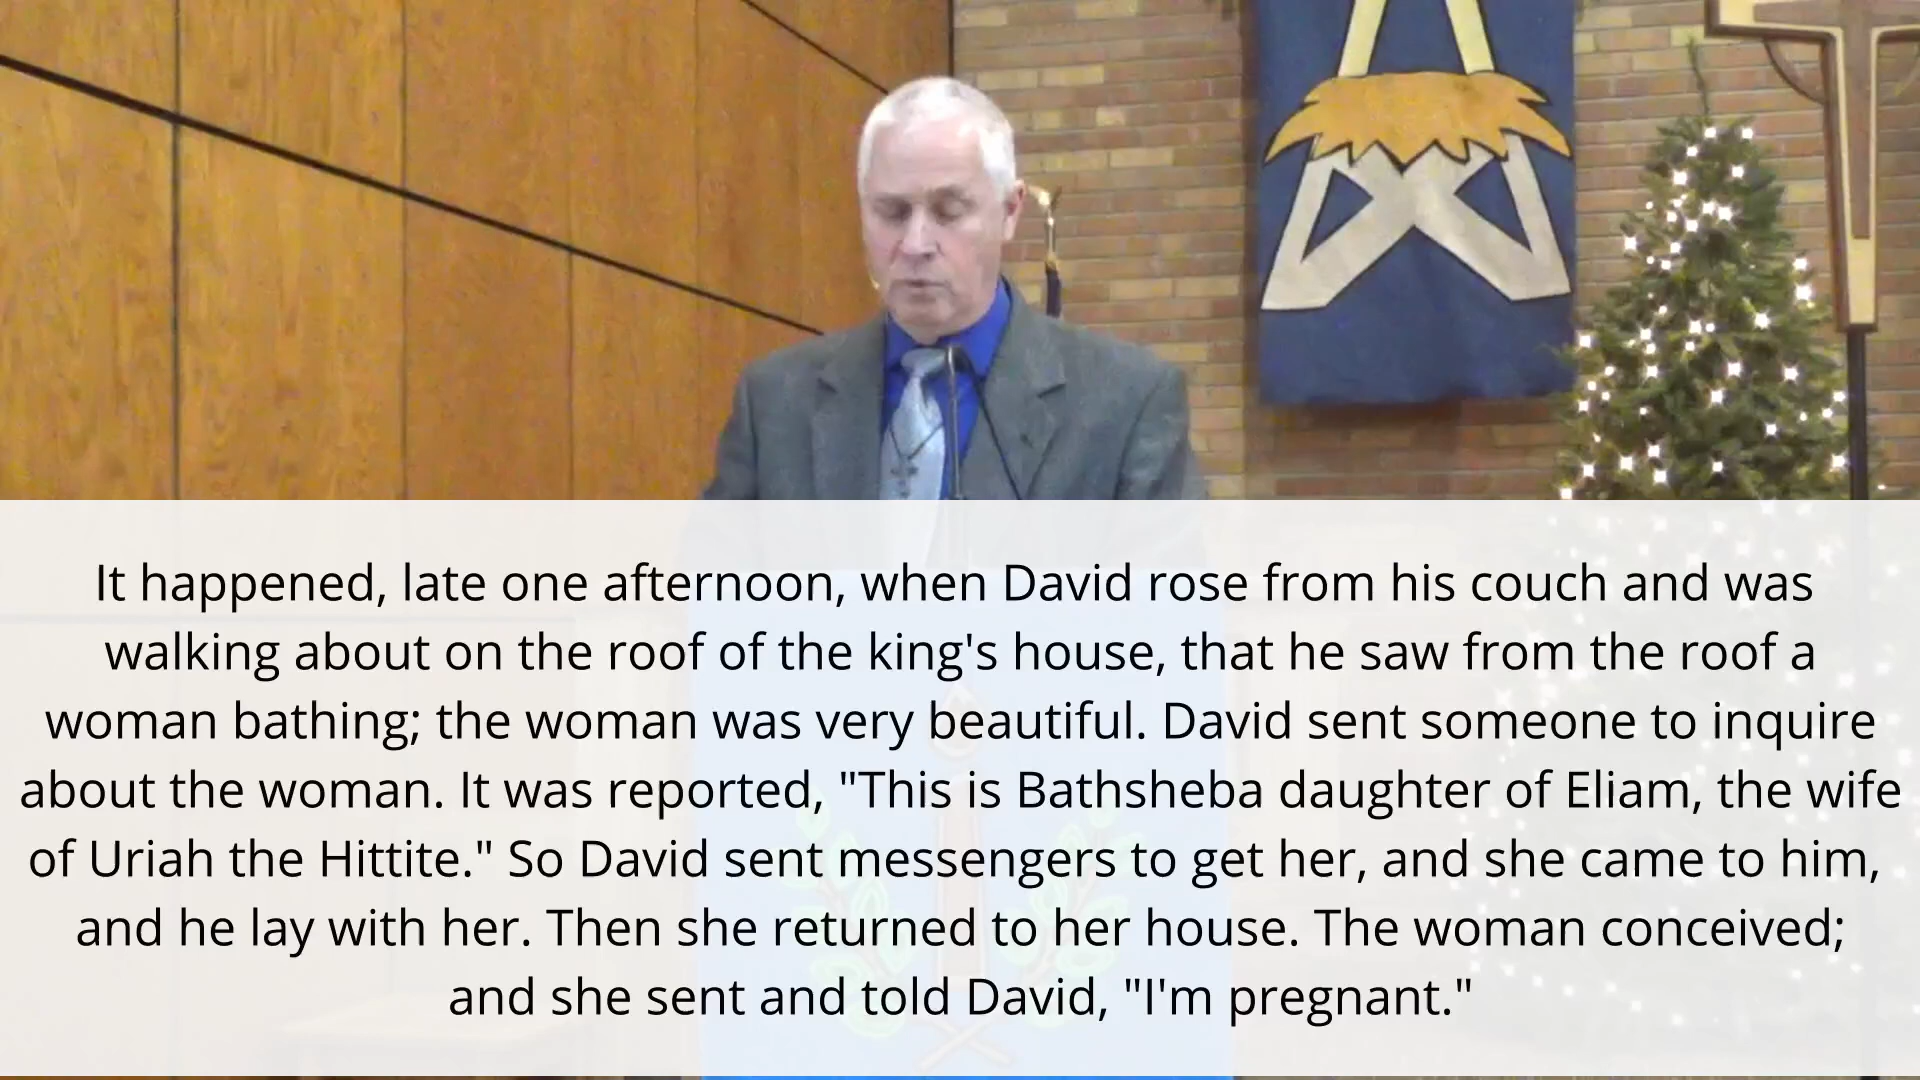 It happened, late one afternoon, when David rose from his couch and was
walking about on the roof of the king's house, that he saw from the roof a
woman bathing; the woman was very beautiful. David sent someone to inquire
about the woman. It was reported, "This is Bathsheba daughter of Eliam, the wife
of Uriah the Hittite." So David sent messengers to get her, and she came to him,
and he lay with her. Then she returned to her house. The woman conceived;
and she sent and told David, "I'm pregnant."